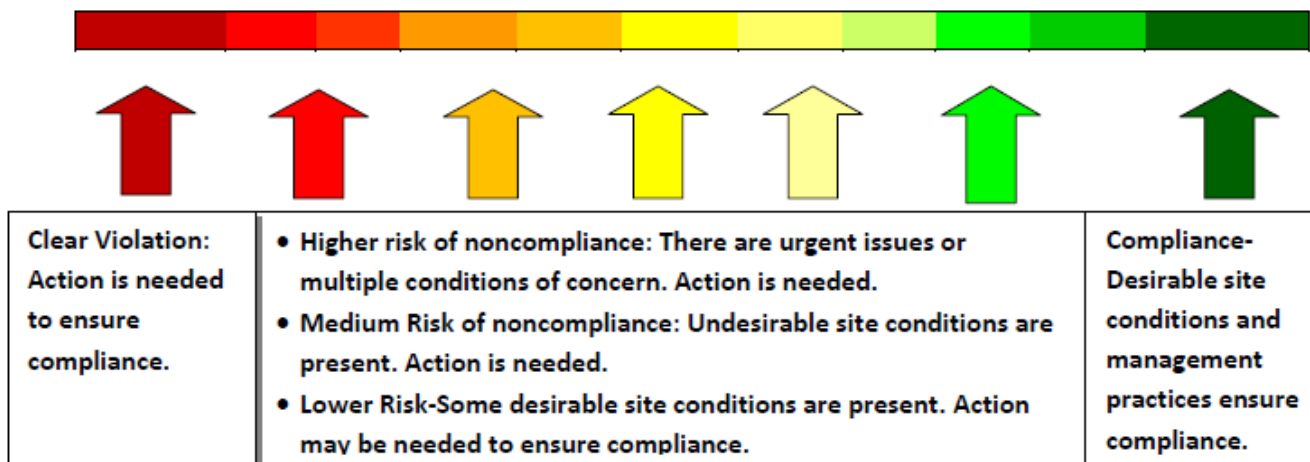 Clear Violation:
Action is needed
to ensure
compliance.
• Higher risk of noncompliance: There are urgent issues or
multiple conditions of concern. Action is needed.
• Medium Risk of noncompliance: Undesirable site conditions are
present. Action is needed.
• Lower Risk-Some desirable site conditions are present. Action
may be needed to ensure compliance.
Compliance-
Desirable site
conditions and
management
practices ensure
compliance.